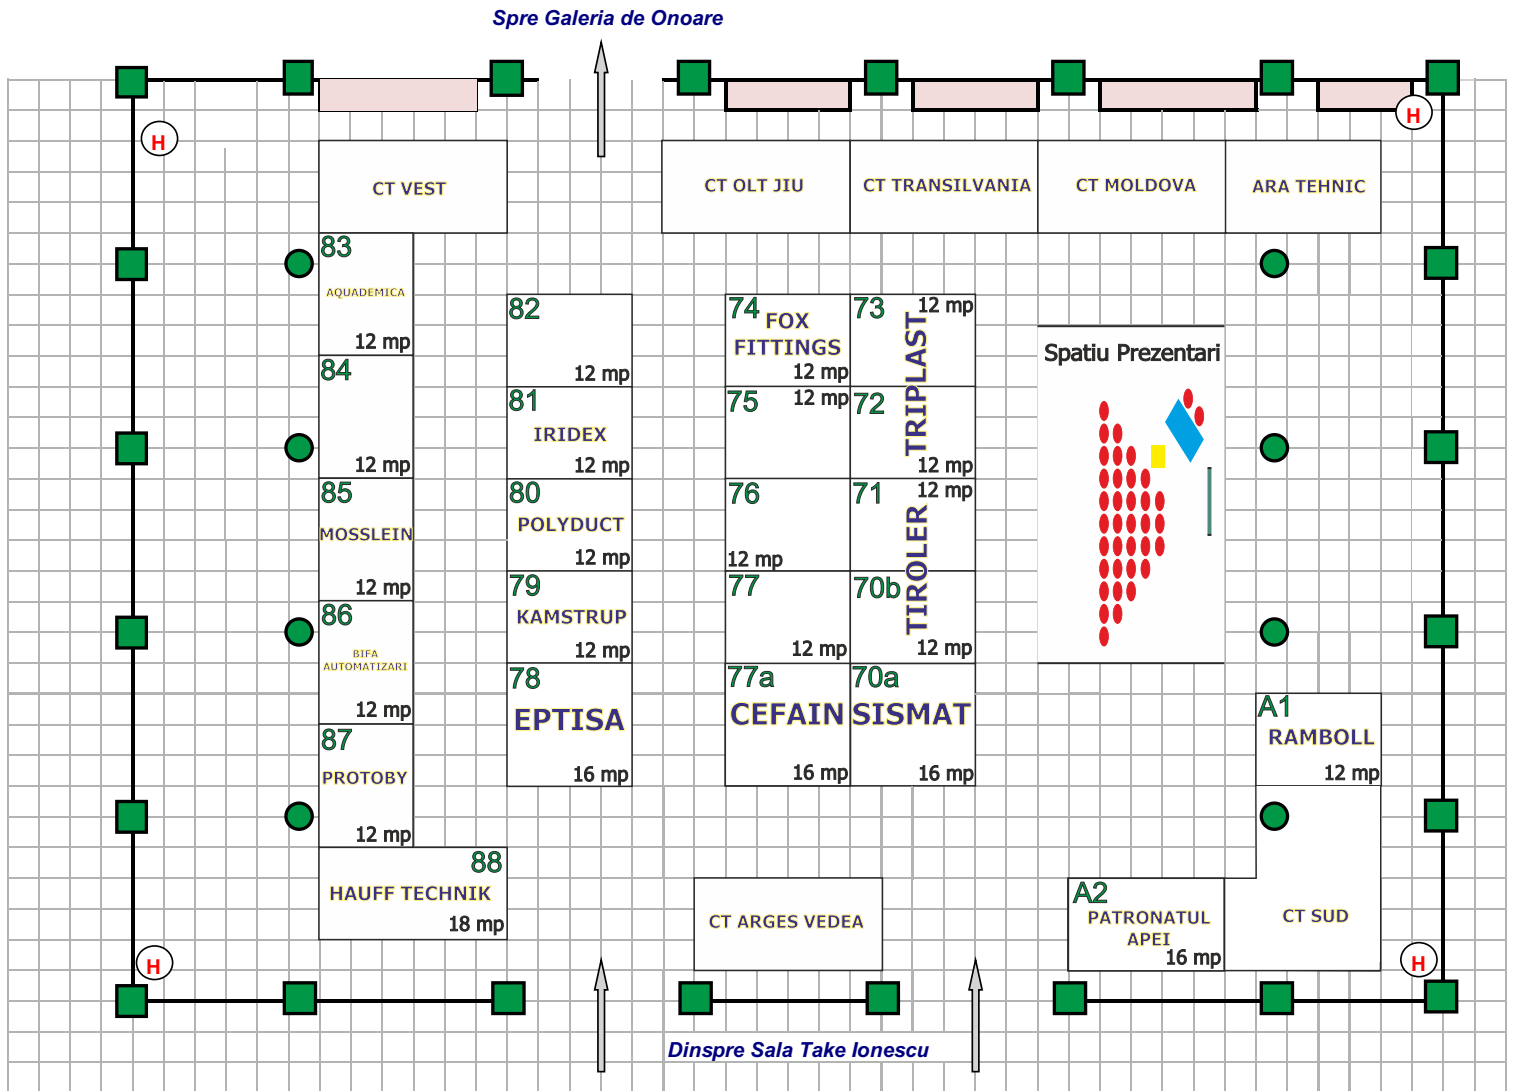 Spre Galeria de Onoare
H
H
CT VEST
CT OLT JIU
CT TRANSILVANIA
CT MOLDOVA
ARA TEHNIC
83
AQUADEMICA
12 mp
84
12 mp
85
MOSSLEIN
12 mp
86
BIFA
AUTOMATIZARI
12 mp
87
PROTOBY
12 mp
88
HAUFF TECHNIK
18 mp
82
12 mp
81
IRIDEX
12 mp
80
POLYDUCT
12 mp
79
KAMSTRUP
12 mp
78
EPTISA
16 mp
74
FOX
FITTINGS
12 mp
75
12 mp
76
12 mp
77
12 mp
77a
CEFAIN
16 mp
73
12 mp
TRIPLAST
72
12 mp
71
12 mp
TIROLER
70b
12 mp
70a
SISMAT
16 mp
Spatiu Prezentari
A1
RAMBOLL
12 mp
CT SUD
A2
PATRONATUL
APEI
16 mp
CT ARGES VEDEA
H
H
Dinspre Sala Take Ionescu